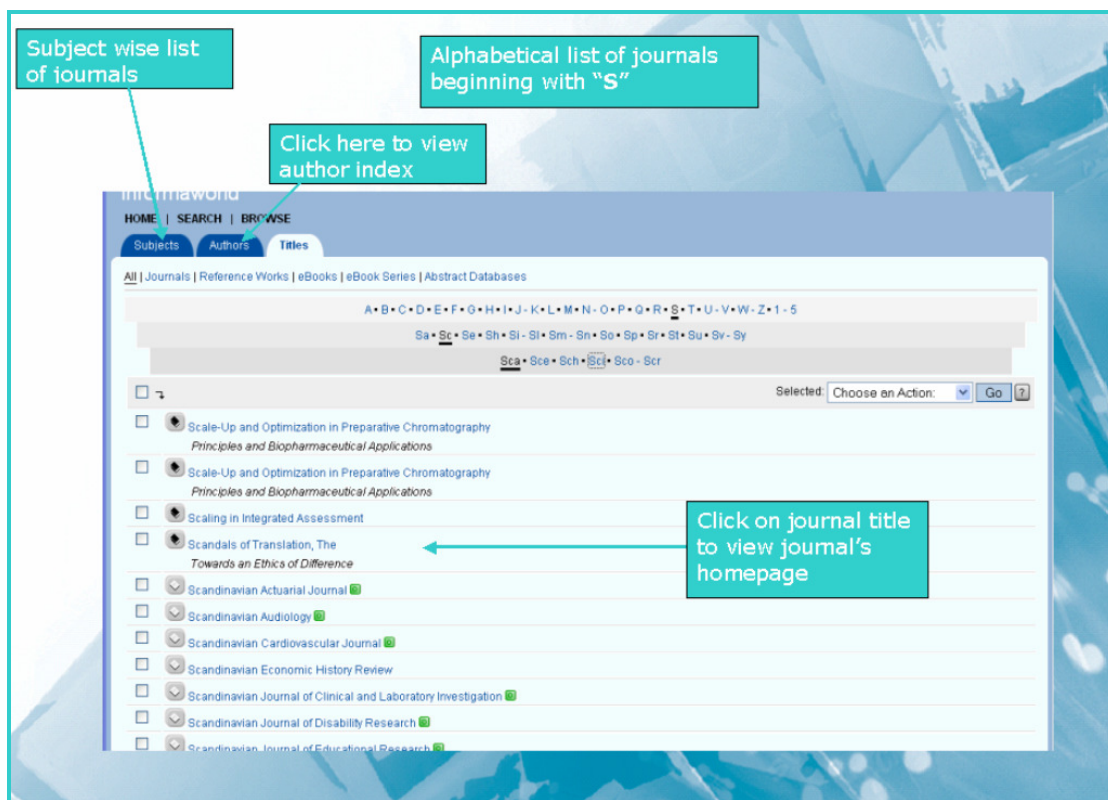 Subject wise list
of journals
Alphabetical list of journals
beginning with “S”
Click here to view
author index
informaworld
HOME | SEARCH | BROWSE
Subjects Authors Titles
All | Journals | Reference Works | eBooks | eBook Series | Abstract Databases
A • B • C • D • E • F • G • H • I • J - K • L • M • N - O • P • Q • R • S • T • U - V • W - Z • 1 - 5
Sa • Sc • Se • Sh • Si - Sl • Sm - Sn • So • Sp • Sr • St • Su • Sv - Sy
Sca • Sce • Sch • Sci • Sco - Scr
Selected: Choose an Action: Go ?
Scale-Up and Optimization in Preparative Chromatography
Principles and Biopharmaceutical Applications
Scale-Up and Optimization in Preparative Chromatography
Principles and Biopharmaceutical Applications
Scaling in Integrated Assessment
Scandals of Translation, The
Towards an Ethics of Difference
Click on journal title
to view journal’s
homepage
Scandinavian Actuarial Journal
Scandinavian Audiology
Scandinavian Cardiovascular Journal
Scandinavian Economic History Review
Scandinavian Journal of Clinical and Laboratory Investigation
Scandinavian Journal of Disability Research
Scandinavian Journal of Educational Research